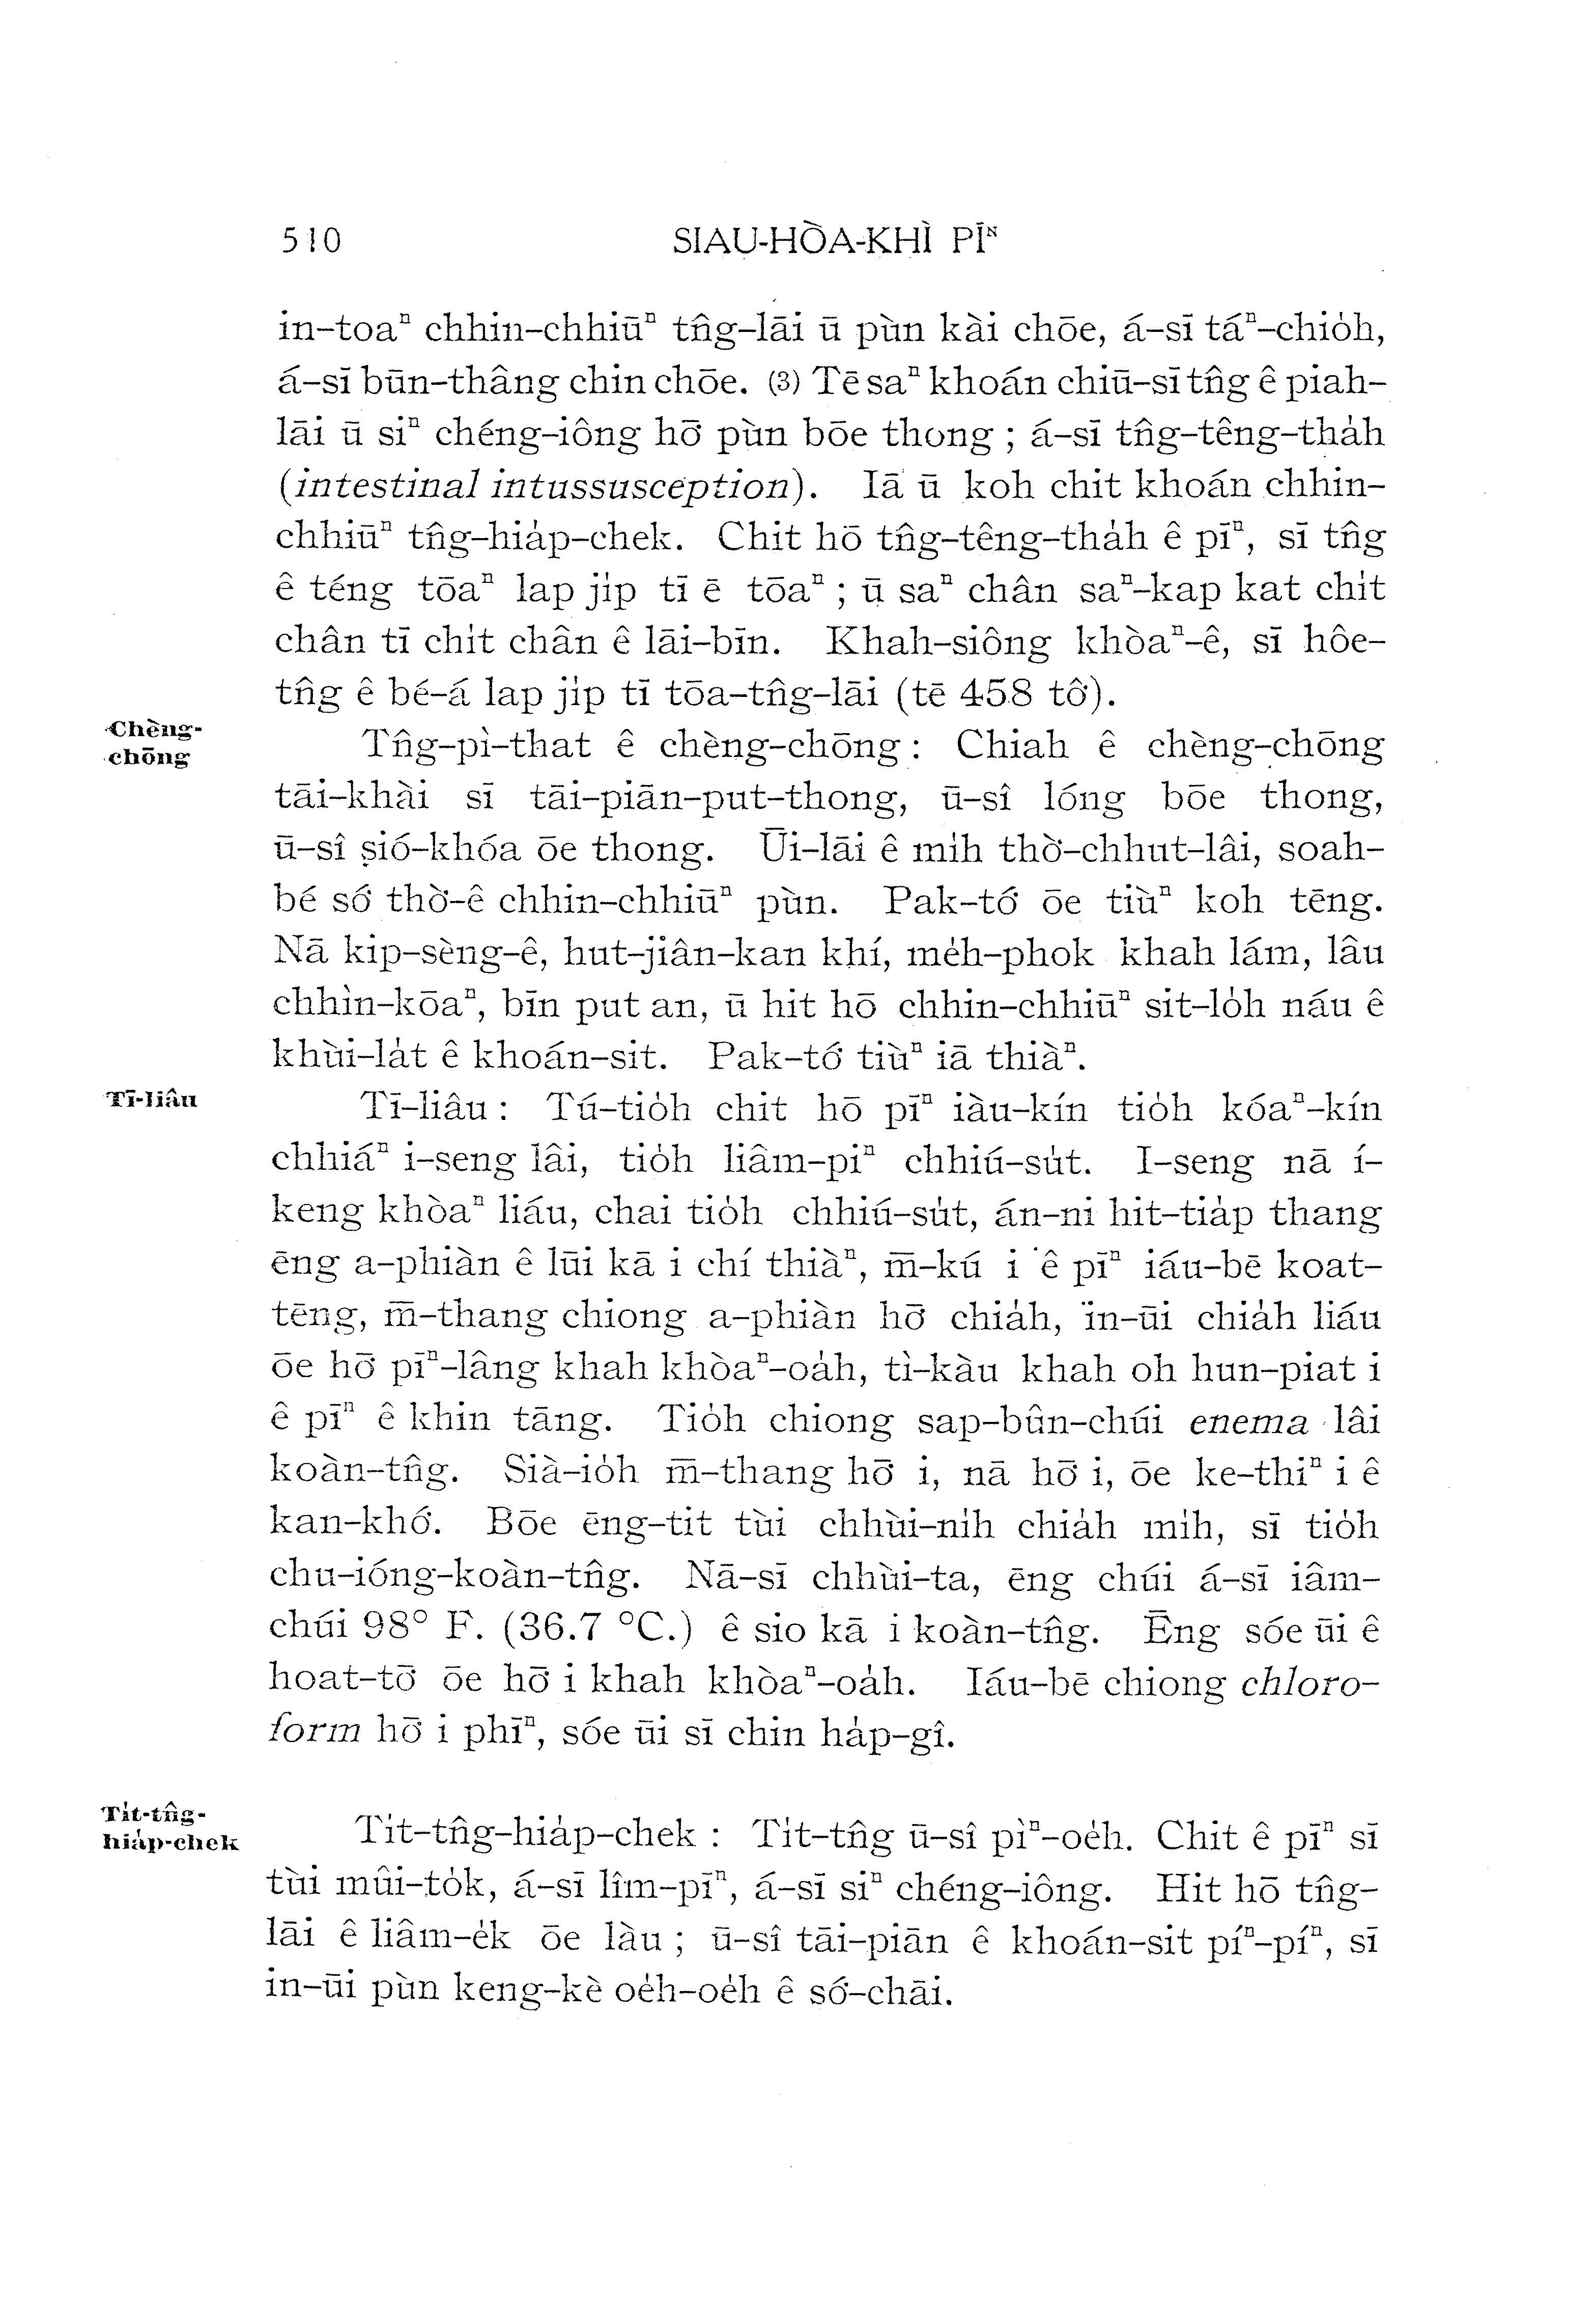 510 SIAU-HÒA-KHÌ PĪᴺ
in-toaⁿ chhin-chhiūⁿ tn̂g-lāi ū pùn kài chōe, á-sī táⁿ-chio̍h,
á-sī būn-thâng chin chōe. (3) Tē saⁿ khoán chiū-sī tn̂g ê piah-
lāi ū siⁿ chéng-iông hō͘ pùn bōe thong ; á-sī tn̂g-têng-tha̍h
(intestinal intussusception). Iā ū koh chit khoán chhin-
chhiūⁿ tn̂g-hia̍p-chek. Chit hō tn̂g-têng-tha̍h ê pīⁿ, sī tn̂g
ê téng tōaⁿ lap ji̍p tī ē tōaⁿ ; ū saⁿ chân saⁿ-kap kat chi̍t
chân tī chi̍t chân ê lāi-bīn. Khah-siông khòaⁿ-ê, sī hôe-
tn̂g ê bé-á lap ji̍p tī tōa-tn̂g-lāi (tē 458 tô͘).
Chèng-
chōng
Tn̂g-pì-that ê chèng-chōng : Chiah ê chèng-chōng
tāi-khài sī tāi-piān-put-thong, ū-sî lóng bōe thong,
ū-sî sió-khóa ōe thong. Ūi-lāi ê mih thò͘-chhut-lâi, soah-
bé só͘ thò͘-ê chhin-chhiūⁿ pùn. Pak-tó͘ ōe tiùⁿ koh tēng.
Nā kip-sèng-ê, hut-jiân-kan khí, me̍h-phok khah lám, lâu
chhìn-kōaⁿ, bīn put an, ū hit hō chhin-chhiūⁿ sit-lo̍h náu ê
khùi-la̍t ê khoán-sit. Pak-tó͘ tiùⁿ iā thiàⁿ.
Tī-liâu
Tī-liâu : Tú-tio̍h chit hō pīⁿ iàu-kín tio̍h kóaⁿ-kín
chhiáⁿ i-seng lâi, tio̍h liâm-piⁿ chhiú-su̍t. I-seng nā í-
keng khòaⁿ liáu, chai tio̍h chhiú-su̍t, án-ni hit-tia̍p thang
ēng a-phiàn ê lūi kā i chí thiàⁿ, m̄-kú i ê pīⁿ iáu-bē koat-
tēng, m̄-thang chiong a-phiàn hō͘ chia̍h, in-ūi chia̍h liáu
ōe hō͘ pīⁿ-lâng khah khòaⁿ-oa̍h, tì-kàu khah oh hun-piat i
ê pīⁿ ê khin tāng. Tio̍h chiong sap-bûn-chúi enema lâi
koàn-tn̂g. Sià-io̍h m̄-thang hō͘ i, nā hō͘ i, ōe ke-thiⁿ i ê
kan-khó͘. Bōe ēng-tit tùi chhùi-ni̍h chia̍h mi̍h, sī tio̍h
chu-ióng-koàn-tn̂g. Nā-sī chhùi-ta, ēng chúi á-sī iâm-
chúi 98° F. (36.7 °C.) ê sio kā i koàn-tn̂g. Ēng sóe ūi ê
hoat-tō͘ ōe hō͘ i khah khòaⁿ-oa̍h. Iáu-bē chiong chloro-
form hō͘ i phīⁿ, sóe ūi sī chin ha̍p-gî.
Ti̍t-tn̂g-
hia̍p-chek
Ti̍t-tn̂g-hia̍p-chek : Ti̍t-tn̂g ū-sî pìⁿ-oe̍h. Chit ê pīⁿ sī
tùi mûi-to̍k, á-sī lîm-pīⁿ, á-sī siⁿ chéng-iông. Hit hō tn̂g-
lāi ê liâm-e̍k ōe làu ; ū-sî tāi-piān ê khoán-sit píⁿ-píⁿ, sī
in-ūi pùn keng-kè oe̍h-oe̍h ê só͘-chāi.